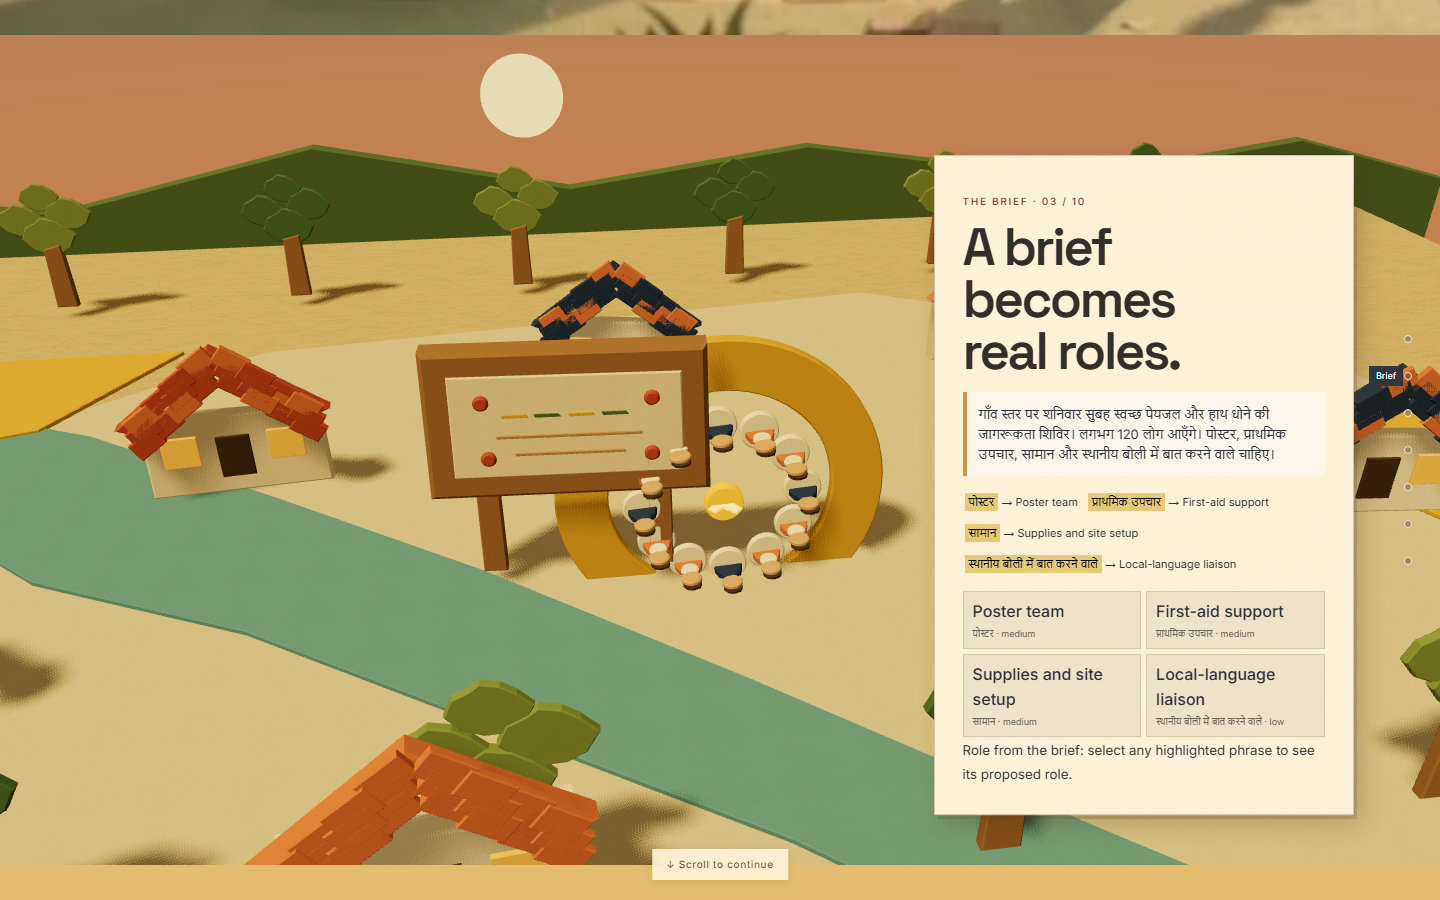 THE BRIEF · 03 / 10
A brief
becomes
real roles.
गाँव स्तर पर शनिवार सुबह स्वच्छ पेयजल और हाथ धोने की
जागरूकता शिविर। लगभग 120 लोग आएँगे। पोस्टर, प्राथमिक
उपचार, सामान और स्थानीय बोली में बात करने वाले चाहिए।
पोस्टर → Poster team प्राथमिक उपचार → First-aid support
सामान → Supplies and site setup
स्थानीय बोली में बात करने वाले → Local-language liaison
Poster team
पोस्टर · medium
First-aid support
प्राथमिक उपचार · medium
Supplies and site
setup
सामान · medium
Local-language
liaison
स्थानीय बोली में बात करने वाले · low
Role from the brief: select any highlighted phrase to see
its proposed role.
Brief
↓ Scroll to continue